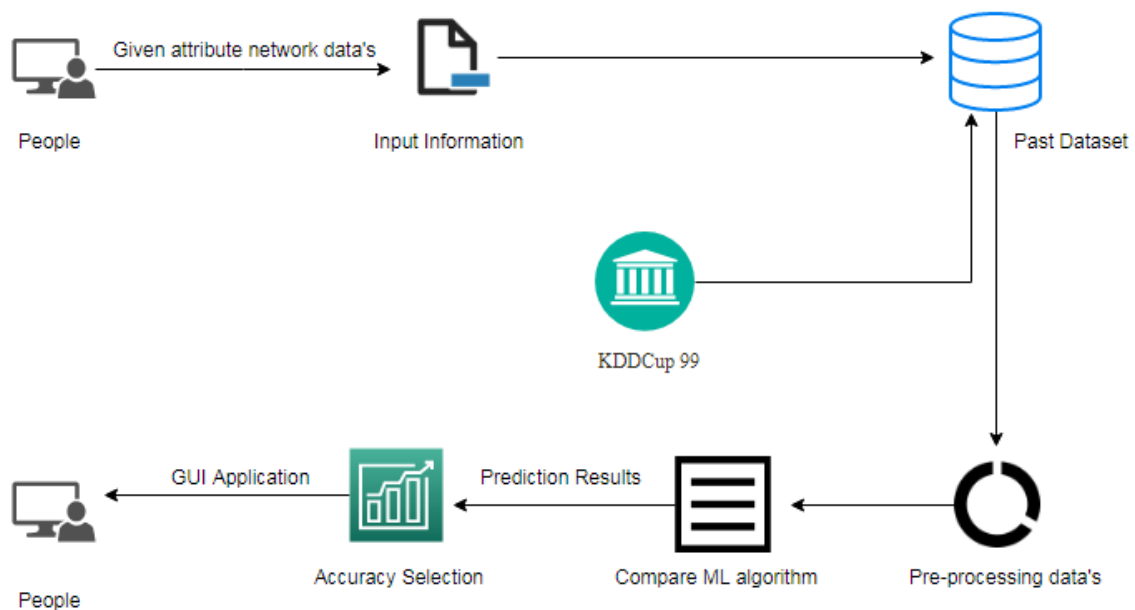 Given attribute network data's
People
Input Information
Past Dataset
KDDCup 99
GUI Application
Prediction Results
Accuracy Selection
Compare ML algorithm
Pre-processing data's
People